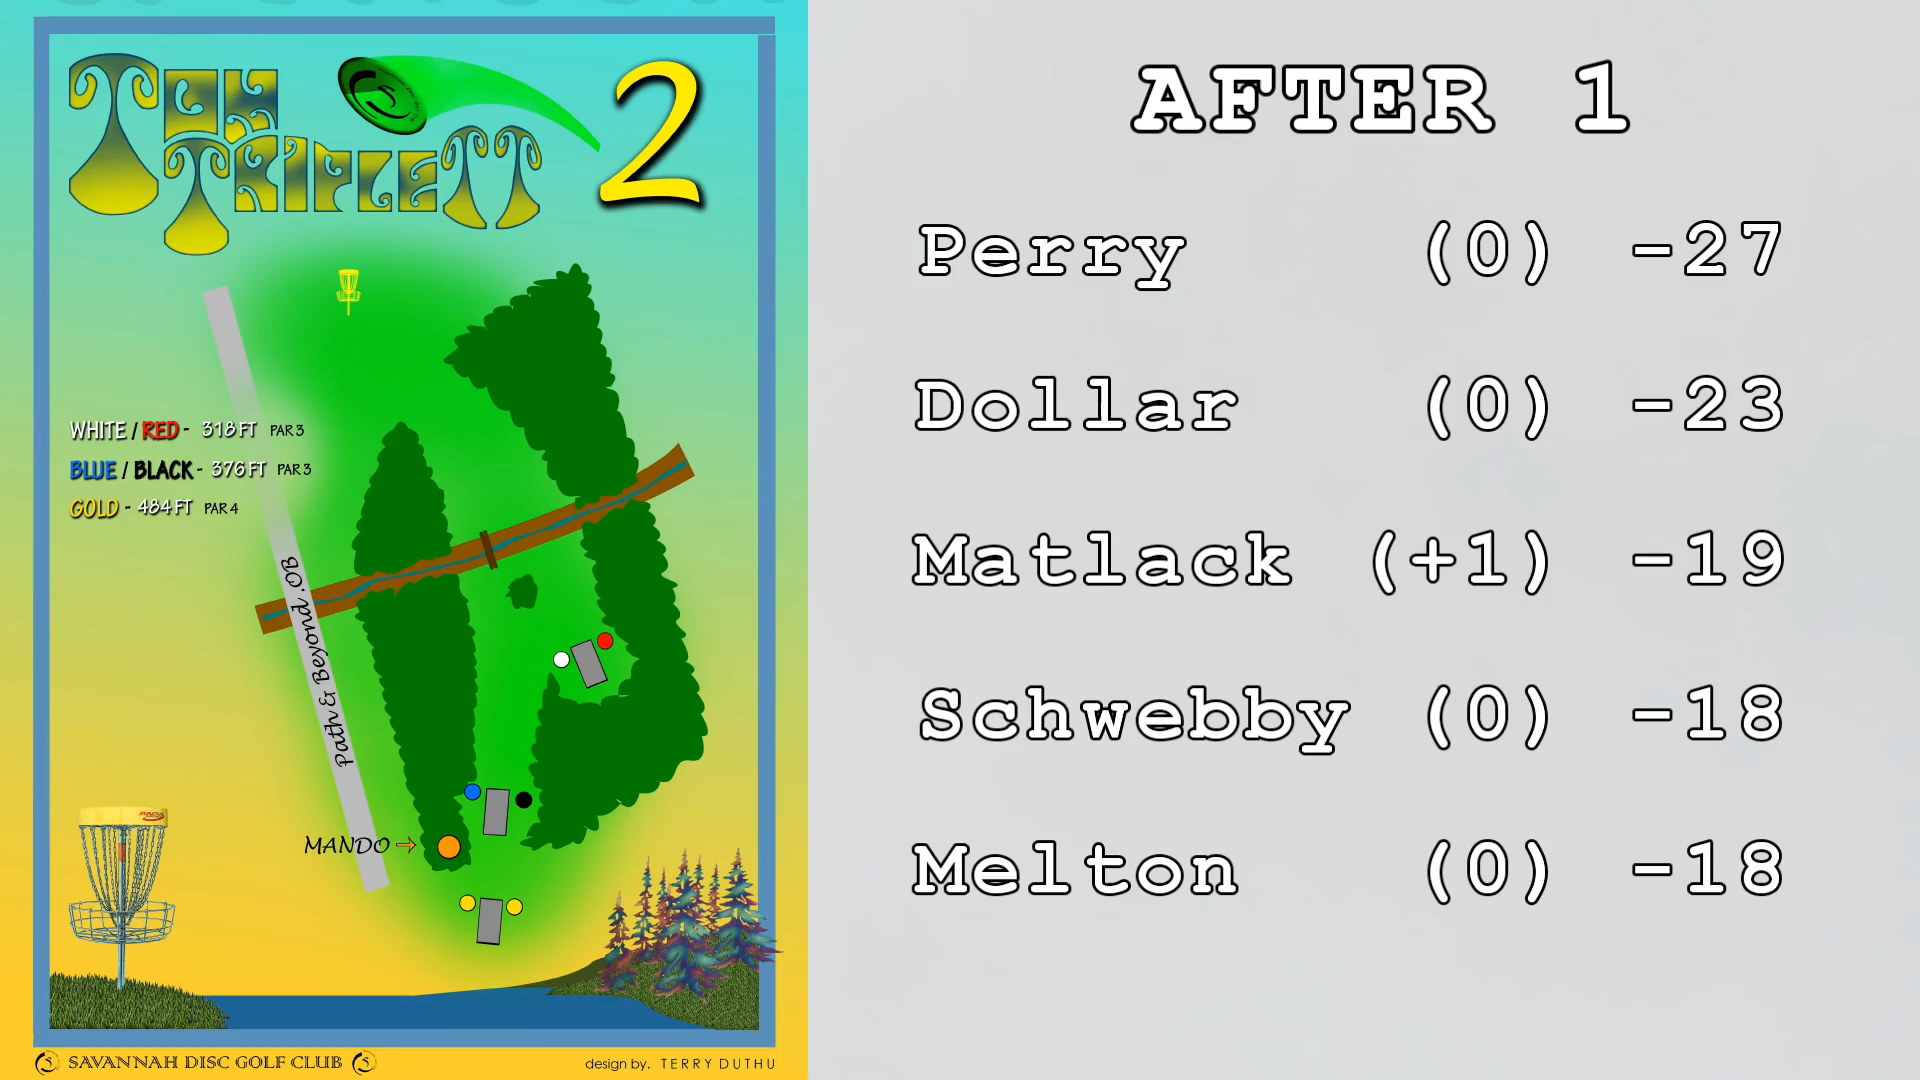 TOM
TRIPLETT
2
WHITE / RED - 318 FT PAR 3
BLUE / BLACK - 376 FT PAR 3
GOLD - 484 FT PAR 4
Path & Beyond .OB
MANDO →
SAVANNAH DISC GOLF CLUB
design by. TERRY DUTHU
AFTER 1
Perry (0) -27
Dollar (0) -23
Matlack (+1) -19
Schwebby (0) -18
Melton (0) -18